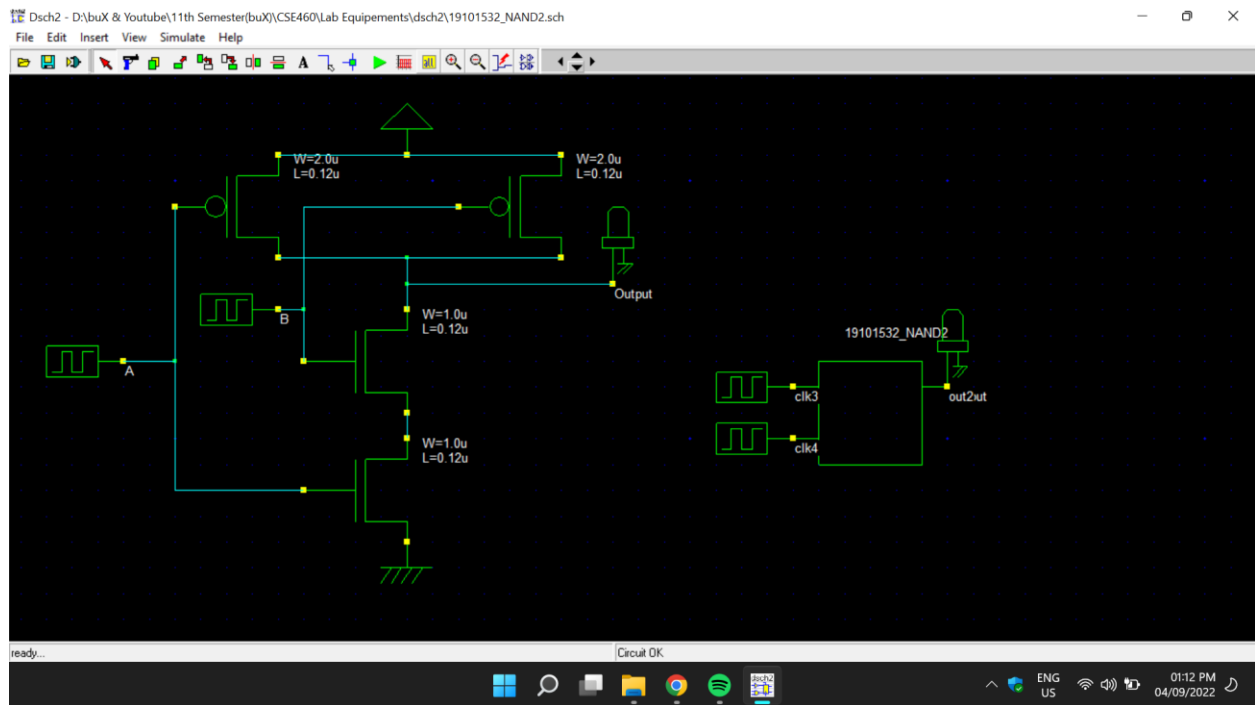 Dsch2 - D:\buX & Youtube\11th Semester(buX)\CSE460\Lab Equipements\dsch2\19101532_NAND2.sch
File Edit Insert View Simulate Help
A
W=2.0u
L=0.12u
W=2.0u
L=0.12u
Output
B
W=1.0u
L=0.12u
A
W=1.0u
L=0.12u
19101532_NAND2
clk3
clk4
ready...
Circuit OK
dsch2
ENG
US
01:12 PM
04/09/2022